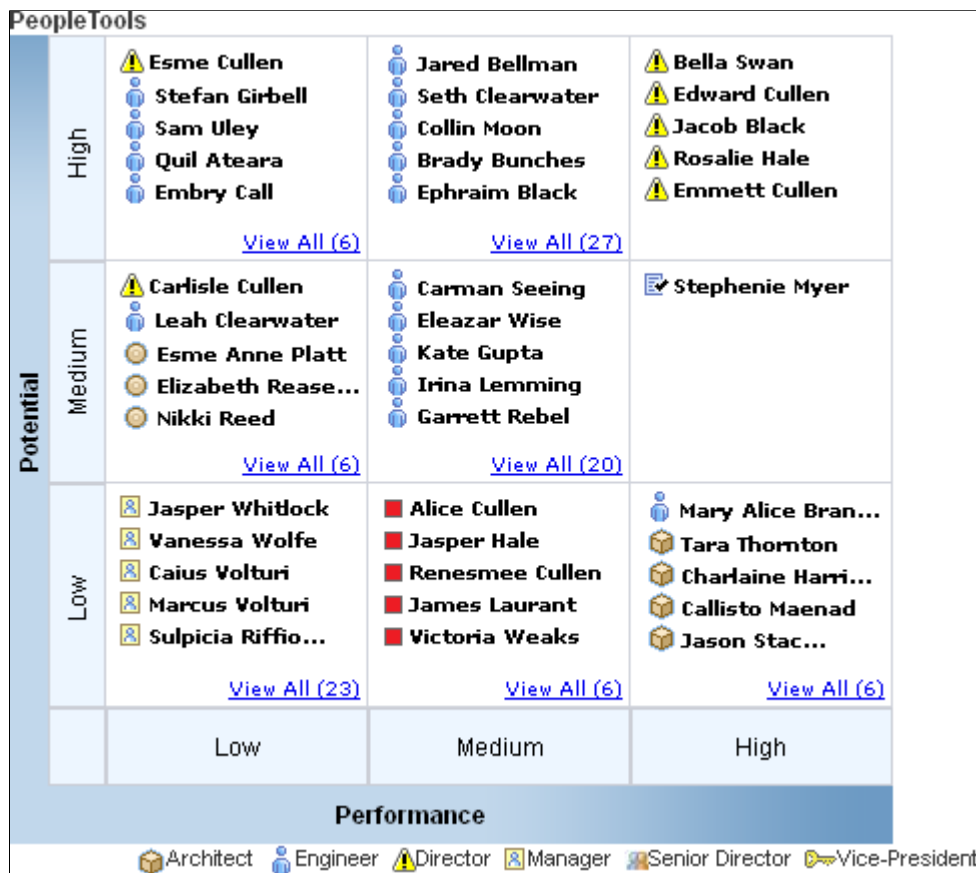 PeopleTools
Potential
High
Esme Cullen
Stefan Girbell
Sam Uley
Quil Ateara
Embry Call
View All (6)
Jared Bellman
Seth Clearwater
Collin Moon
Brady Bunches
Ephraim Black
View All (27)
Bella Swan
Edward Cullen
Jacob Black
Rosalie Hale
Emmett Cullen
Medium
Carlisle Cullen
Leah Clearwater
Esme Anne Platt
Elizabeth Rease...
Nikki Reed
View All (6)
Carman Seeing
Eleazar Wise
Kate Gupta
Irina Lemming
Garrett Rebel
View All (20)
Stephenie Myer
Low
Jasper Whitlock
Vanessa Wolfe
Caius Volturi
Marcus Volturi
Sulpicia Riffio...
View All (23)
Alice Cullen
Jasper Hale
Renesmee Cullen
James Laurant
Victoria Weaks
View All (6)
Mary Alice Bran...
Tara Thornton
Charlaine Harri...
Callisto Maenad
Jason Stac...
View All (6)
Low Medium High
Performance
Architect Engineer Director Manager Senior Director Vice-President